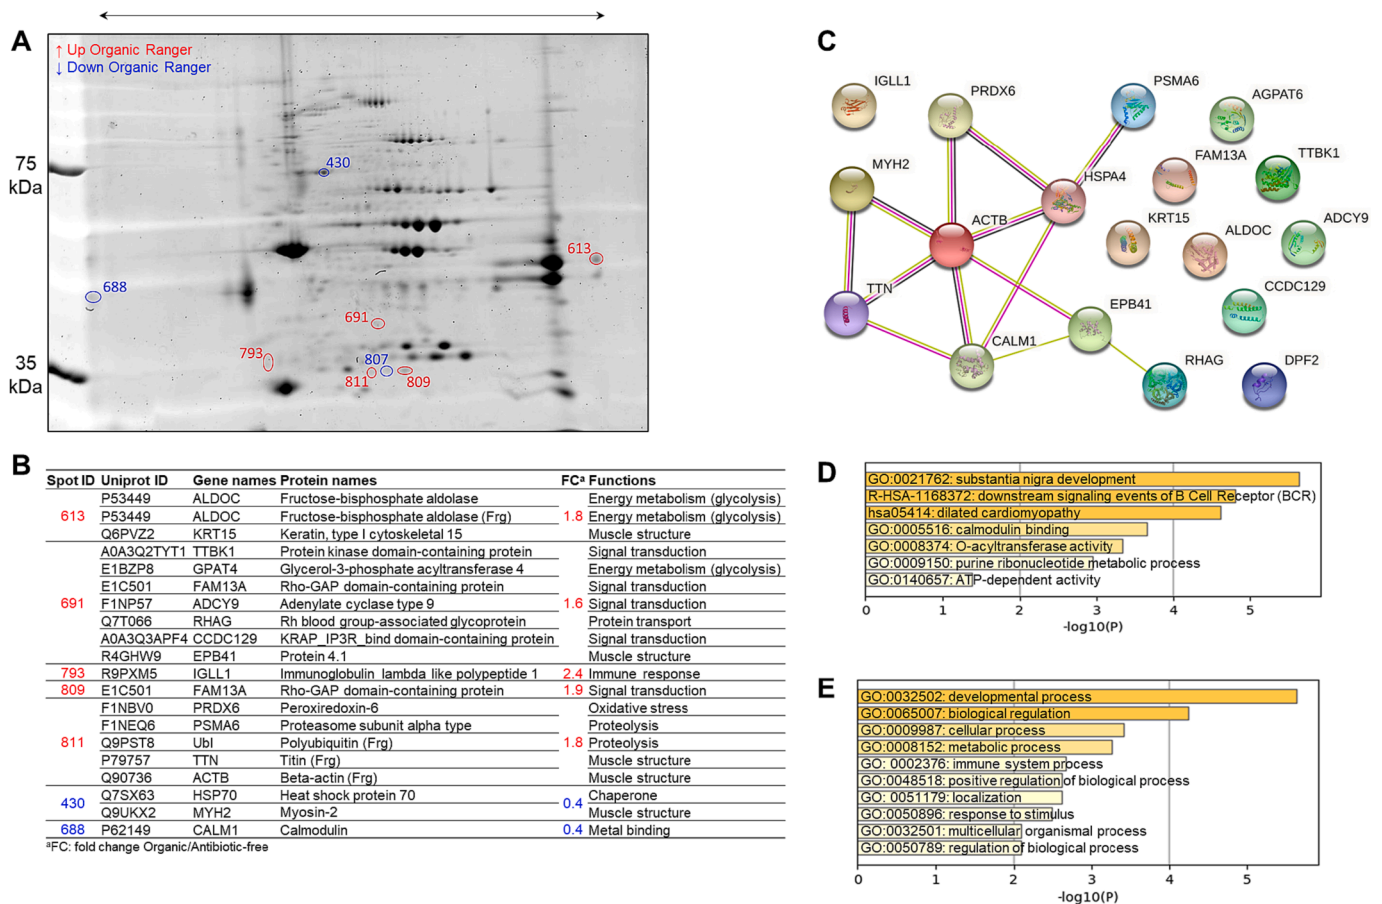 A
↑ Up Organic Ranger
↓ Down Organic Ranger
75
kDa
35
kDa
430
613
688
691
793
807
811
809
B
Spot ID Uniprot ID Gene names Protein names FCª Functions
P53449 ALDOC Fructose-bisphosphate aldolase Energy metabolism (glycolysis)
613 P53449 ALDOC Fructose-bisphosphate aldolase (Frg) 1.8 Energy metabolism (glycolysis)
Q6PVZ2 KRT15 Keratin, type I cytoskeletal 15 Muscle structure
A0A3Q2TYT1 TTBK1 Protein kinase domain-containing protein Signal transduction
E1BZP8 GPAT4 Glycerol-3-phosphate acyltransferase 4 Energy metabolism (glycolysis)
E1C501 FAM13A Rho-GAP domain-containing protein Signal transduction
691 F1NP57 ADCY9 Adenylate cyclase type 9 1.6 Signal transduction
Q7T066 RHAG Rh blood group-associated glycoprotein Protein transport
A0A3Q3APF4 CCDC129 KRAP_IP3R_bind domain-containing protein Signal transduction
R4GHW9 EPB41 Protein 4.1 Muscle structure
793 R9PXM5 IGLL1 Immunoglobulin lambda like polypeptide 1 2.4 Immune response
809 E1C501 FAM13A Rho-GAP domain-containing protein 1.9 Signal transduction
F1NBV0 PRDX6 Peroxiredoxin-6 Oxidative stress
F1NEQ6 PSMA6 Proteasome subunit alpha type Proteolysis
811 Q9PST8 UbI Polyubiquitin (Frg) 1.8 Proteolysis
P79757 TTN Titin (Frg) Muscle structure
Q90736 ACTB Beta-actin (Frg) Muscle structure
430 Q7SX63 HSP70 Heat shock protein 70 0.4 Chaperone
Q9UKX2 MYH2 Myosin-2 Muscle structure
688 P62149 CALM1 Calmodulin 0.4 Metal binding
ªFC: fold change Organic/Antibiotic-free
C
IGLL1
PRDX6
PSMA6
AGPAT6
MYH2
HSPA4
FAM13A
TTBK1
ACTB
KRT15
ALDOC
ADCY9
TTN
CCDC129
CALM1
EPB41
RHAG
DPF2
D
GO:0021762: substantia nigra development
R-HSA-1168372: downstream signaling events of B Cell Receptor (BCR)
hsa05414: dilated cardiomyopathy
GO:0005516: calmodulin binding
GO:0008374: O-acyltransferase activity
GO:0009150: purine ribonucleotide metabolic process
GO:0140657: ATP-dependent activity
0 1 2 3 4 5
-log10(P)
E
GO:0032502: developmental process
GO:0065007: biological regulation
GO:0009987: cellular process
GO:0008152: metabolic process
GO: 0002376: immune system process
GO:0048518: positive regulation of biological process
GO: 0051179: localization
GO:0050896: response to stimulus
GO:0032501: multicellular organismal process
GO:0050789: regulation of biological process
0 1 2 3 4 5
-log10(P)